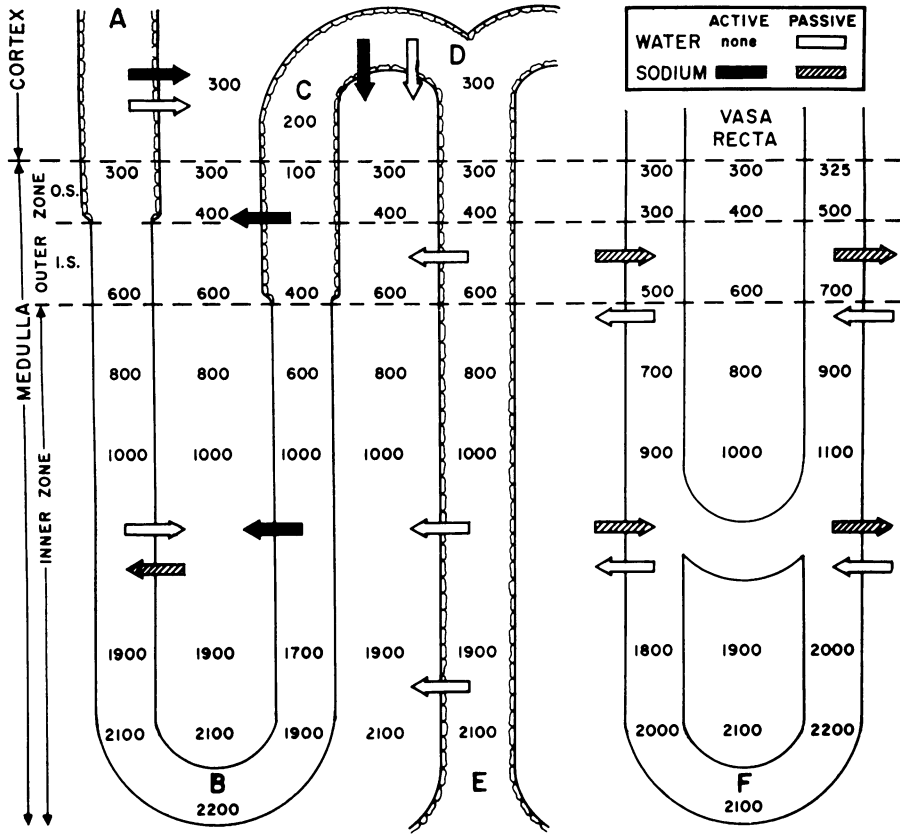 A
D
ACTIVE PASSIVE
WATER none
SODIUM
CORTEX
300 C 300
200
VASA
RECTA
300 300 100 300 300 300 300 325
O.S.
400 400 400 300 400 500
OUTER ZONE
I.S.
600 600 400 600 600 500 600 700
MEDULLA
800 800 600 800 800 700 800 900
1000 1000 1000 1000 1000 900 1000 1100
INNER ZONE
1900 1900 1700 1900 1900 1800 1900 2000
2100 2100 1900 2100 2100 2000 2100 2200
B E F
2200 2100